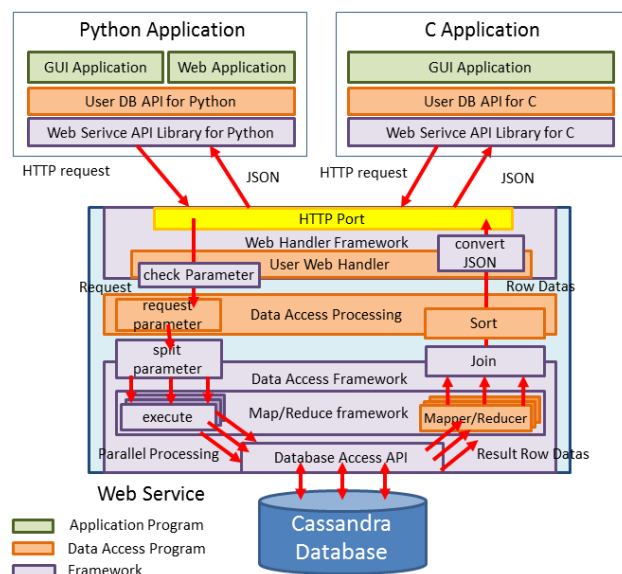 Python Application
C Application
GUI Application
Web Application
GUI Application
User DB API for Python
User DB API for C
Web Serivce API Library for Python
Web Serivce API Library for C
HTTP request
JSON
HTTP request
JSON
HTTP Port
Web Handler Framework
convert
JSON
User Web Handler
check Parameter
Request
Row Datas
request
parameter
Data Access Processing
Sort
split
parameter
Join
Data Access Framework
execute
Map/Reduce framework
Mapper/Reducer
Parallel Processing
Database Access API
Result Row Datas
Web Service
Cassandra
Database
Application Program
Data Access Program
Framework